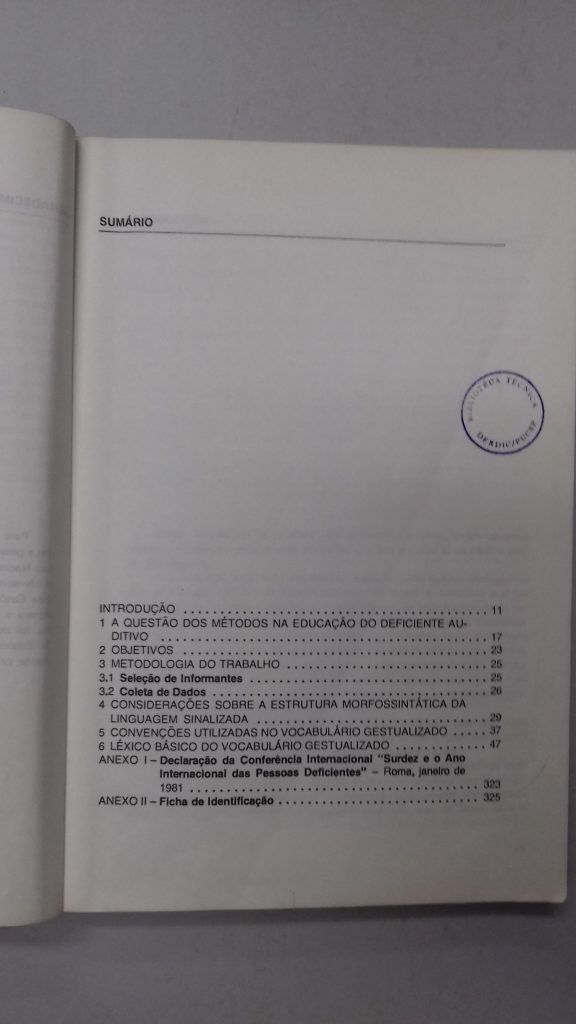 SUMÁRIO
BIBLIOTECA TÉCNICA
DERDIC/PUCSP
INTRODUÇÃO . . . . . . . . . . . . . . . . . . . . . . . . . . . . . . . . . . . . . . . . 11
1 A QUESTÃO DOS MÉTODOS NA EDUCAÇÃO DO DEFICIENTE AU-
DITIVO . . . . . . . . . . . . . . . . . . . . . . . . . . . . . . . . . . . . . . . . . . 17
2 OBJETIVOS . . . . . . . . . . . . . . . . . . . . . . . . . . . . . . . . . . . . . . . 23
3 METODOLOGIA DO TRABALHO . . . . . . . . . . . . . . . . . . . . . . . . . . 25
3.1 Seleção de Informantes . . . . . . . . . . . . . . . . . . . . . . . . . . . . . . 25
3.2 Coleta de Dados . . . . . . . . . . . . . . . . . . . . . . . . . . . . . . . . . . . 26
4 CONSIDERAÇÕES SOBRE A ESTRUTURA MORFOSSINTÁTICA DA
LINGUAGEM SINALIZADA . . . . . . . . . . . . . . . . . . . . . . . . . . . . . . 29
5 CONVENÇÕES UTILIZADAS NO VOCABULÁRIO GESTUALIZADO . . . . 37
6 LÉXICO BÁSICO DO VOCABULÁRIO GESTUALIZADO . . . . . . . . . . . . 47
ANEXO I – Declaração da Conferência Internacional "Surdez e o Ano
Internacional das Pessoas Deficientes" – Roma, janeiro de
1981 . . . . . . . . . . . . . . . . . . . . . . . . . . . . . . . . . . . . . 323
ANEXO II – Ficha de Identificação . . . . . . . . . . . . . . . . . . . . . . . . . . 325